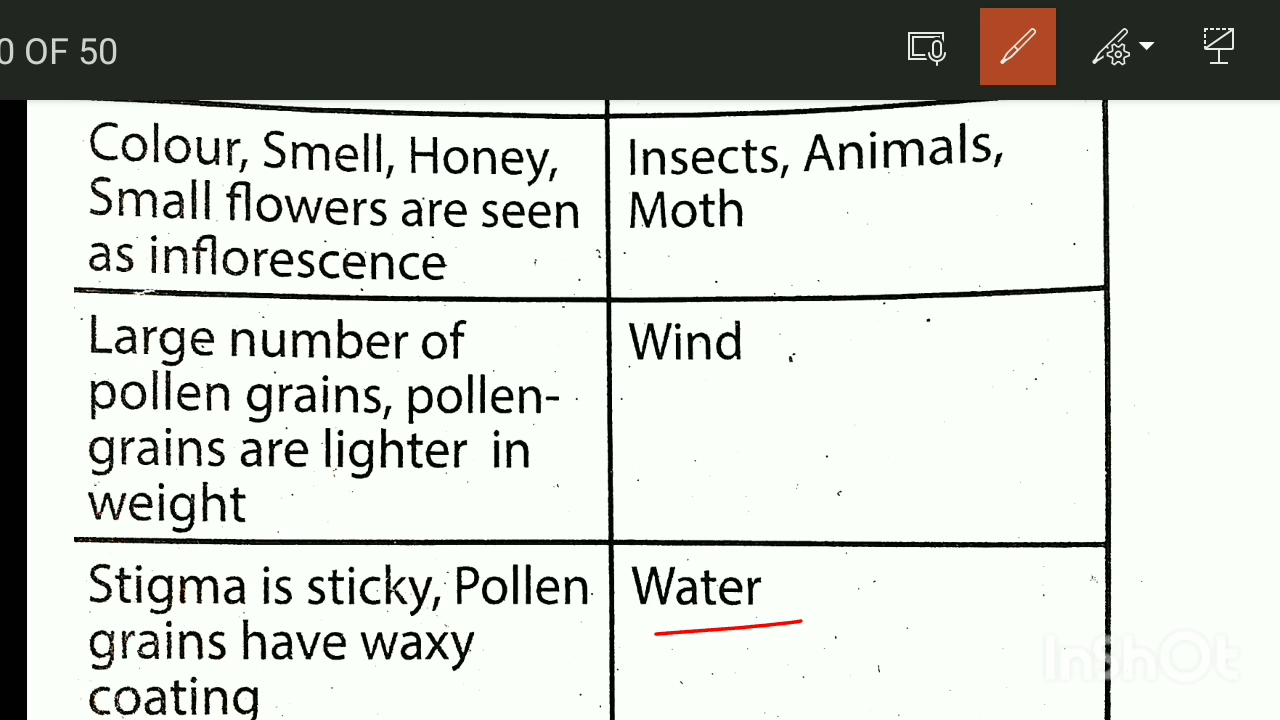 0 OF 50
Colour, Smell, Honey,
Small flowers are seen
as inflorescence
Insects, Animals,
Moth
Large number of
pollen grains, pollen-
grains are lighter in
weight
Wind
Stigma is sticky, Pollen
grains have waxy
coating
Water
InShOt